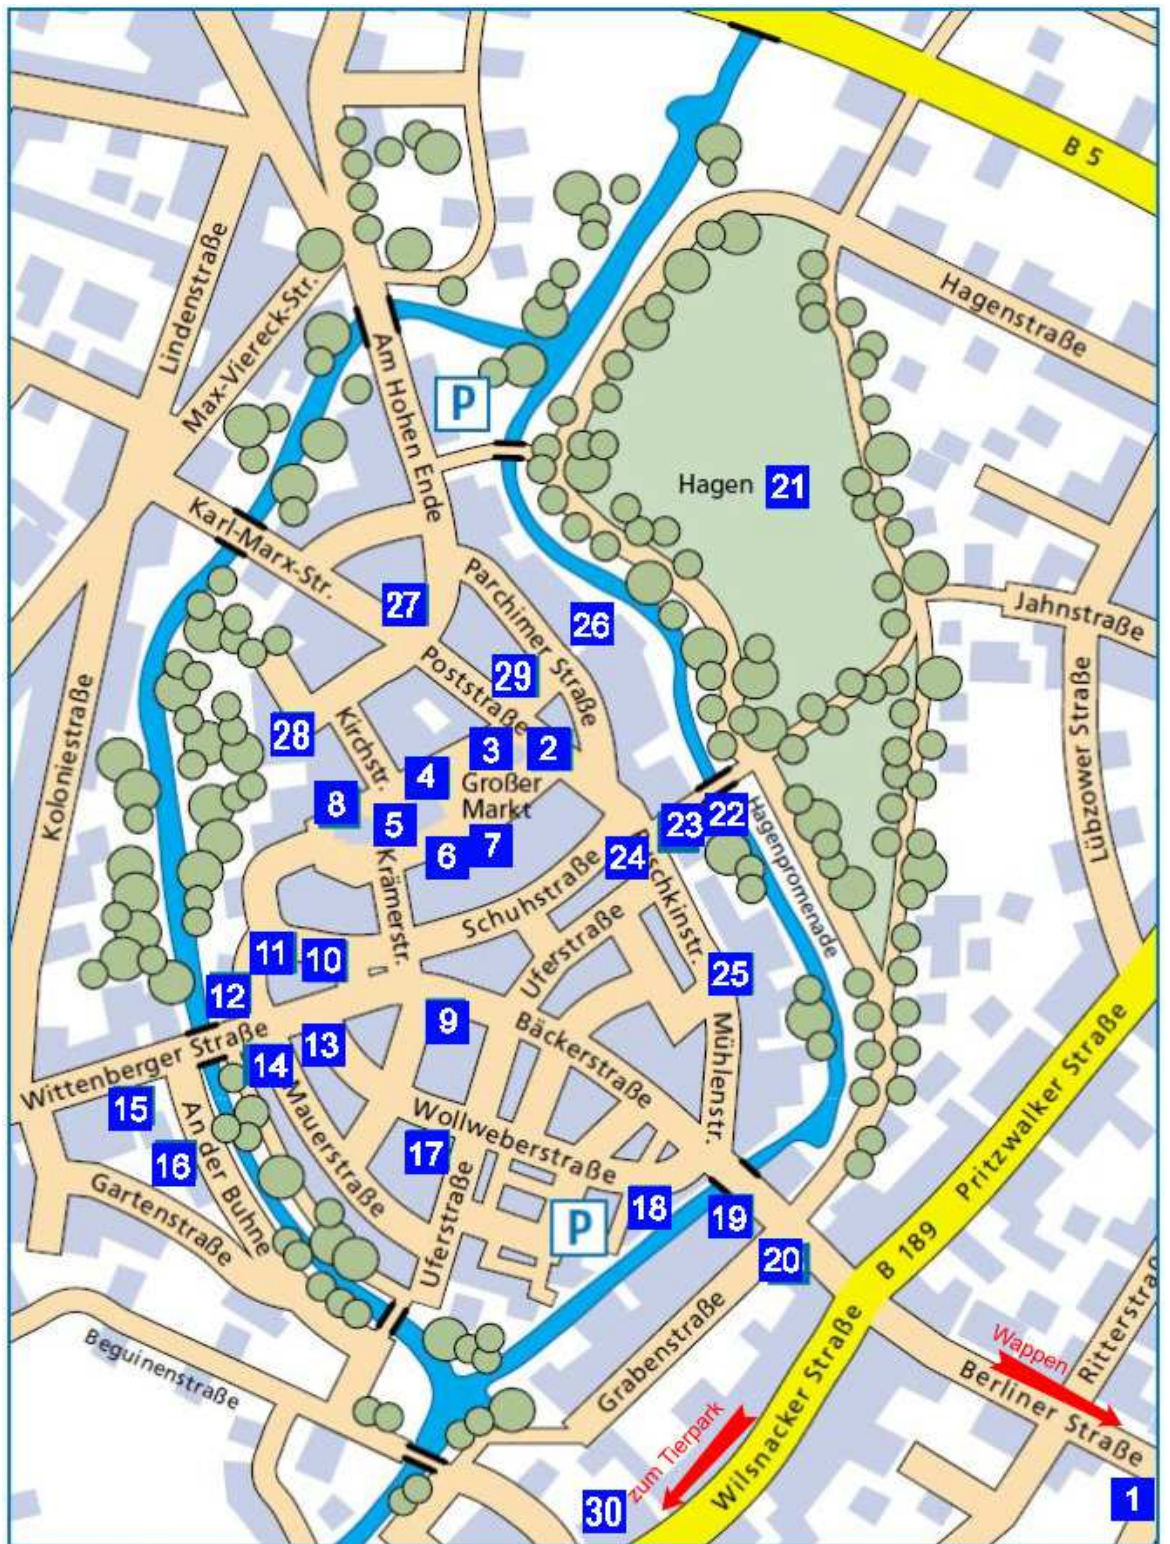 B 5
Lindenstraße
Max-Viereck-Str.
Hagenstraße
Am Hohen Ende
P
Hagen 21
Karl-Marx-Str.
Parchimer Straße
27
26
Jahnstraße
Poststraße
29
Koloniestraße
Lübzower Straße
28
Kirchstr.
3
2
4
Großer
Markt
8
5
6
7
23
22
24
Hagenpromenade
Krämerstr.
Schuhstraße
schkinstr.
Uferstraße
11
10
25
12
9
13
Bäckerstraße
Mühlenstr.
Wittenberger Straße
14
15
An der Buhne
Mauerstraße
Wollweberstraße
17
16
Pritzwalker Straße
Gartenstraße
Uferstraße
P
18
19
B 189
20
Beguinenstraße
Grabenstraße
Wappen
Ritterstraß
Berliner Straße
Wilsnacker Straße
zum Tierpark
30
1